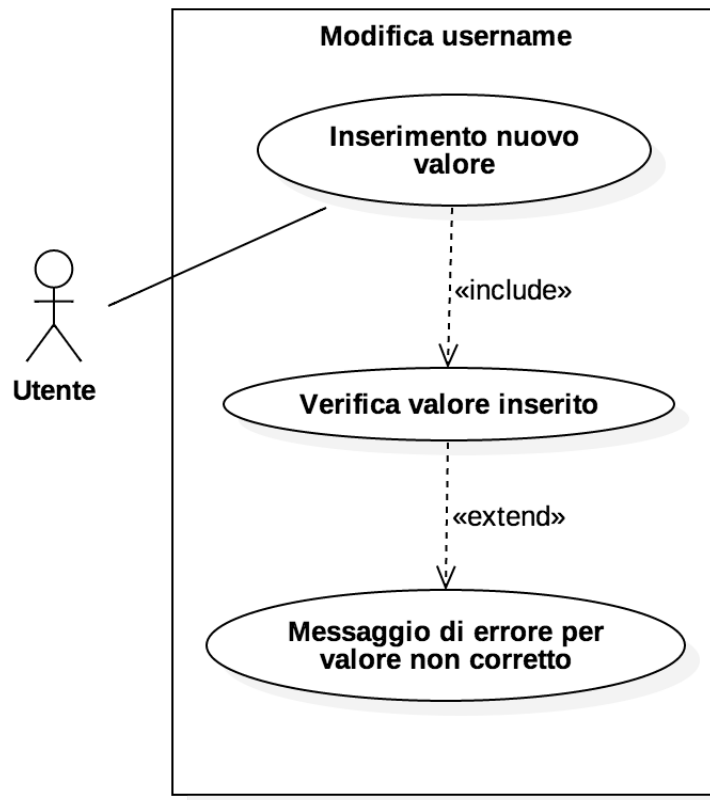 Modifica username
Inserimento nuovo
valore
«include»
Utente
Verifica valore inserito
«extend»
Messaggio di errore per
valore non corretto